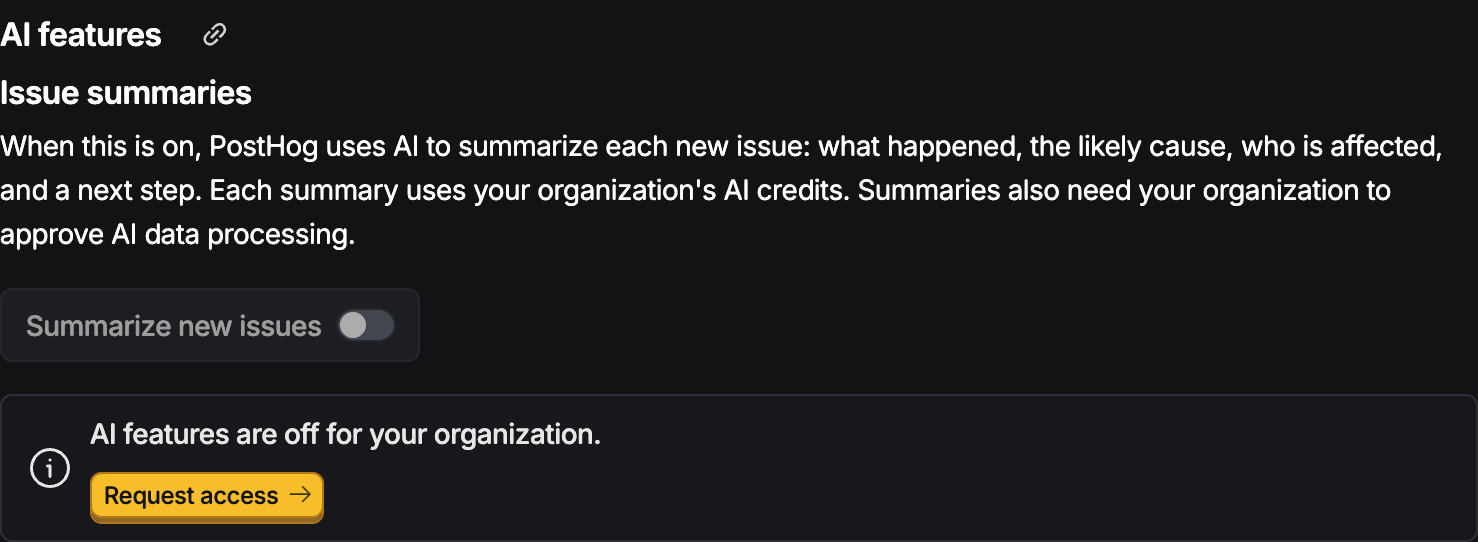 AI features
Issue summaries
When this is on, PostHog uses AI to summarize each new issue: what happened, the likely cause, who is affected,
and a next step. Each summary uses your organization's AI credits. Summaries also need your organization to
approve AI data processing.
Summarize new issues
AI features are off for your organization.
Request access →